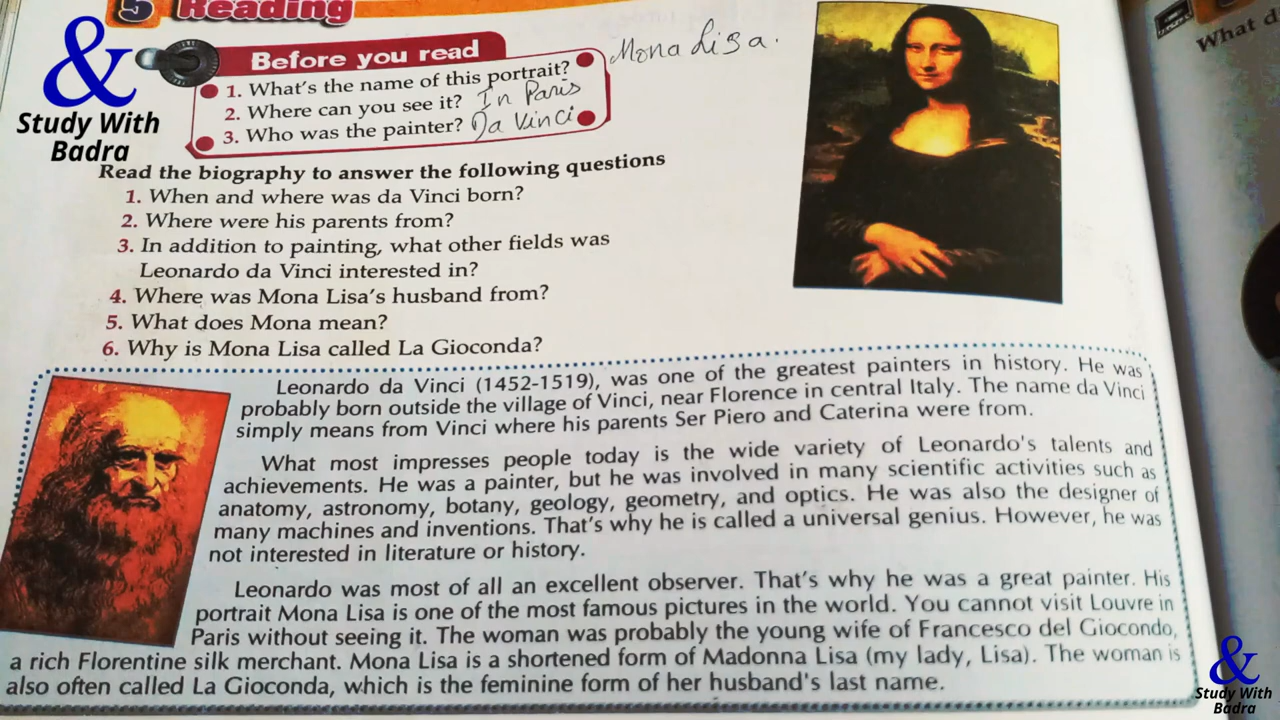 5 Reading
&
Study With
Badra
Before you read
1. What's the name of this portrait? Mona Lisa.
2. Where can you see it? In Paris
3. Who was the painter? Da Vinci
Read the biography to answer the following questions
1. When and where was da Vinci born?
2. Where were his parents from?
3. In addition to painting, what other fields was
Leonardo da Vinci interested in?
4. Where was Mona Lisa's husband from?
5. What does Mona mean?
6. Why is Mona Lisa called La Gioconda?
Leonardo da Vinci (1452-1519), was one of the greatest painters in history. He was
probably born outside the village of Vinci, near Florence in central Italy. The name da Vinci
simply means from Vinci where his parents Ser Piero and Caterina were from.
What most impresses people today is the wide variety of Leonardo's talents and
achievements. He was a painter, but he was involved in many scientific activities such as
anatomy, astronomy, botany, geology, geometry, and optics. He was also the designer of
many machines and inventions. That's why he is called a universal genius. However, he was
not interested in literature or history.
Leonardo was most of all an excellent observer. That's why he was a great painter. His
portrait Mona Lisa is one of the most famous pictures in the world. You cannot visit Louvre in
Paris without seeing it. The woman was probably the young wife of Francesco del Giocondo,
a rich Florentine silk merchant. Mona Lisa is a shortened form of Madonna Lisa (my lady, Lisa). The woman is
also often called La Gioconda, which is the feminine form of her husband's last name.
What d
&
Study With
Badra